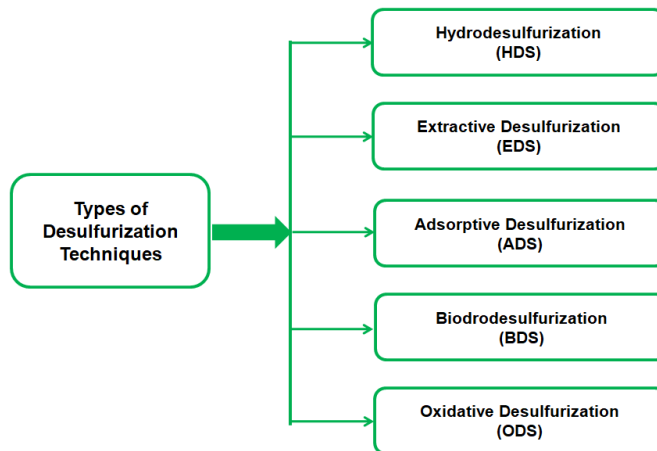 Types of
Desulfurization
Techniques
Hydrodesulfurization
(HDS)
Extractive Desulfurization
(EDS)
Adsorptive Desulfurization
(ADS)
Biodrodesulfurization
(BDS)
Oxidative Desulfurization
(ODS)